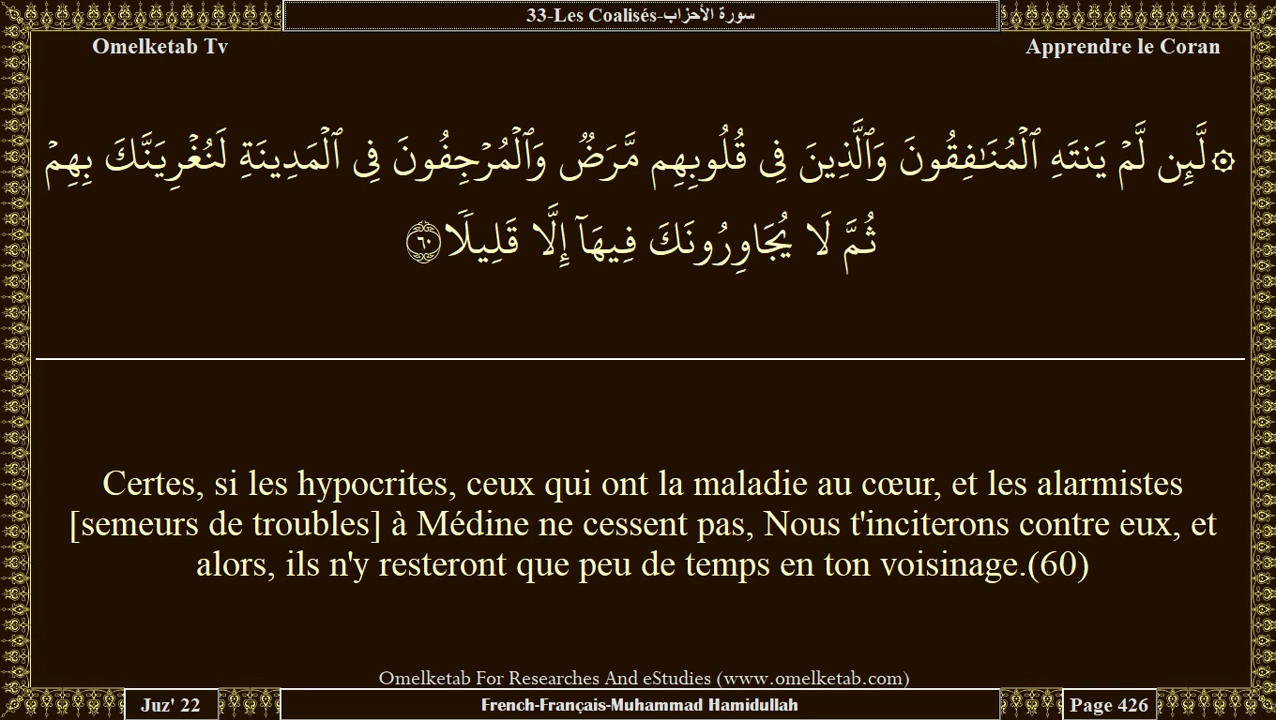 33-Les Coalisés-سورة الأحزاب
Omelketab Tv
Apprendre le Coran
۞لَّئِن لَّمۡ يَنتَهِ ٱلۡمُنَٰفِقُونَ وَٱلَّذِينَ فِي قُلُوبِهِم مَّرَضٞ وَٱلۡمُرۡجِفُونَ فِي ٱلۡمَدِينَةِ لَنُغۡرِيَنَّكَ بِهِمۡ
ثُمَّ لَا يُجَاوِرُونَكَ فِيهَآ إِلَّا قَلِيلٗا ٦٠
Certes, si les hypocrites, ceux qui ont la maladie au cœur, et les alarmistes
[semeurs de troubles] à Médine ne cessent pas, Nous t'inciterons contre eux, et
alors, ils n'y resteront que peu de temps en ton voisinage.(60)
Omelketab For Researches And eStudies (www.omelketab.com)
Juz' 22
French-Français-Muhammad Hamidullah
Page 426